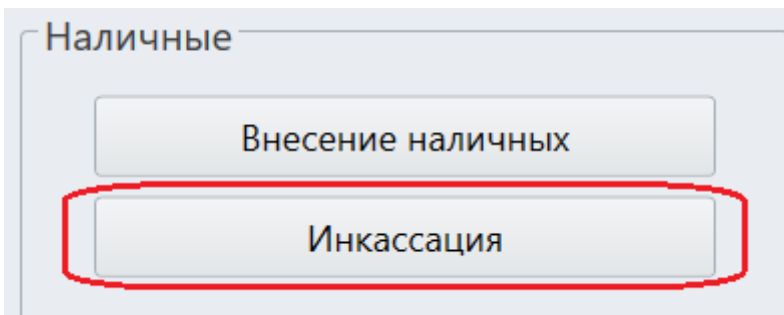 Наличные
Внесение наличных
Инкассация